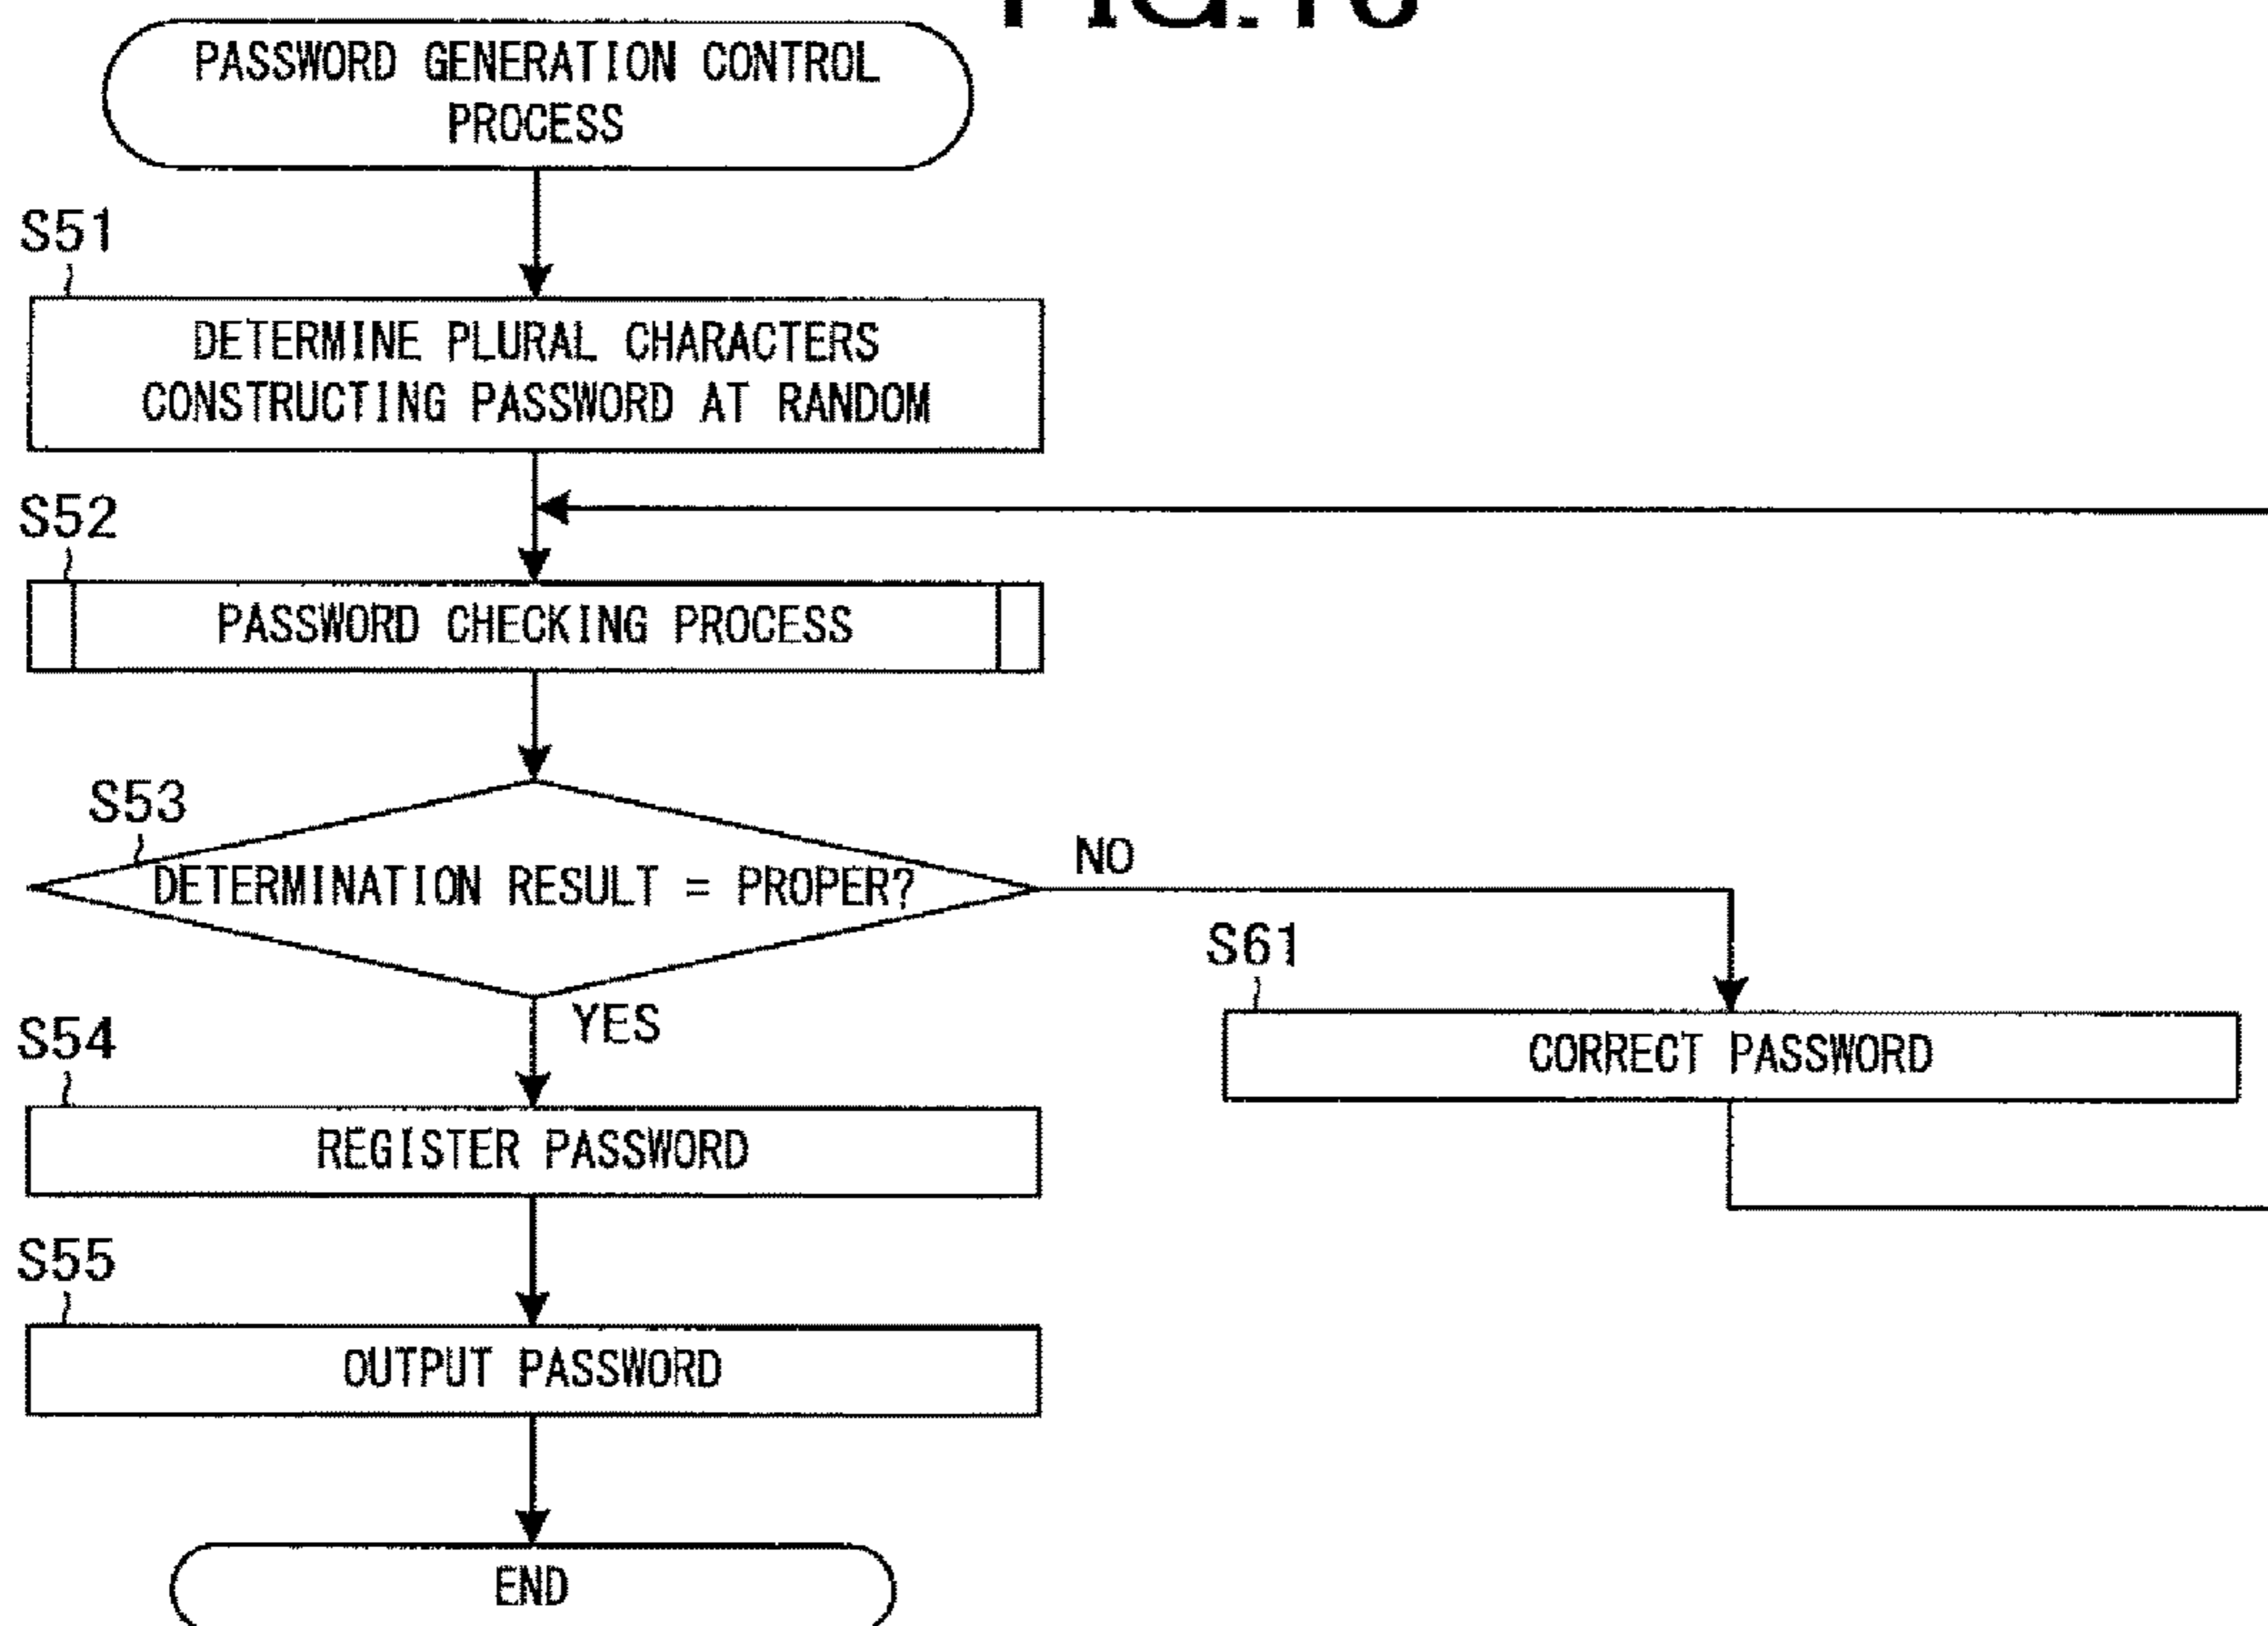 PASSWORD GENERATION CONTROL
PROCESS
S51
DETERMINE PLURAL CHARACTERS
CONSTRUCTING PASSWORD AT RANDOM
S52
PASSWORD CHECKING PROCESS
S53
DETERMINATION RESULT = PROPER?
NO
YES
S61
CORRECT PASSWORD
S54
REGISTER PASSWORD
S55
OUTPUT PASSWORD
END